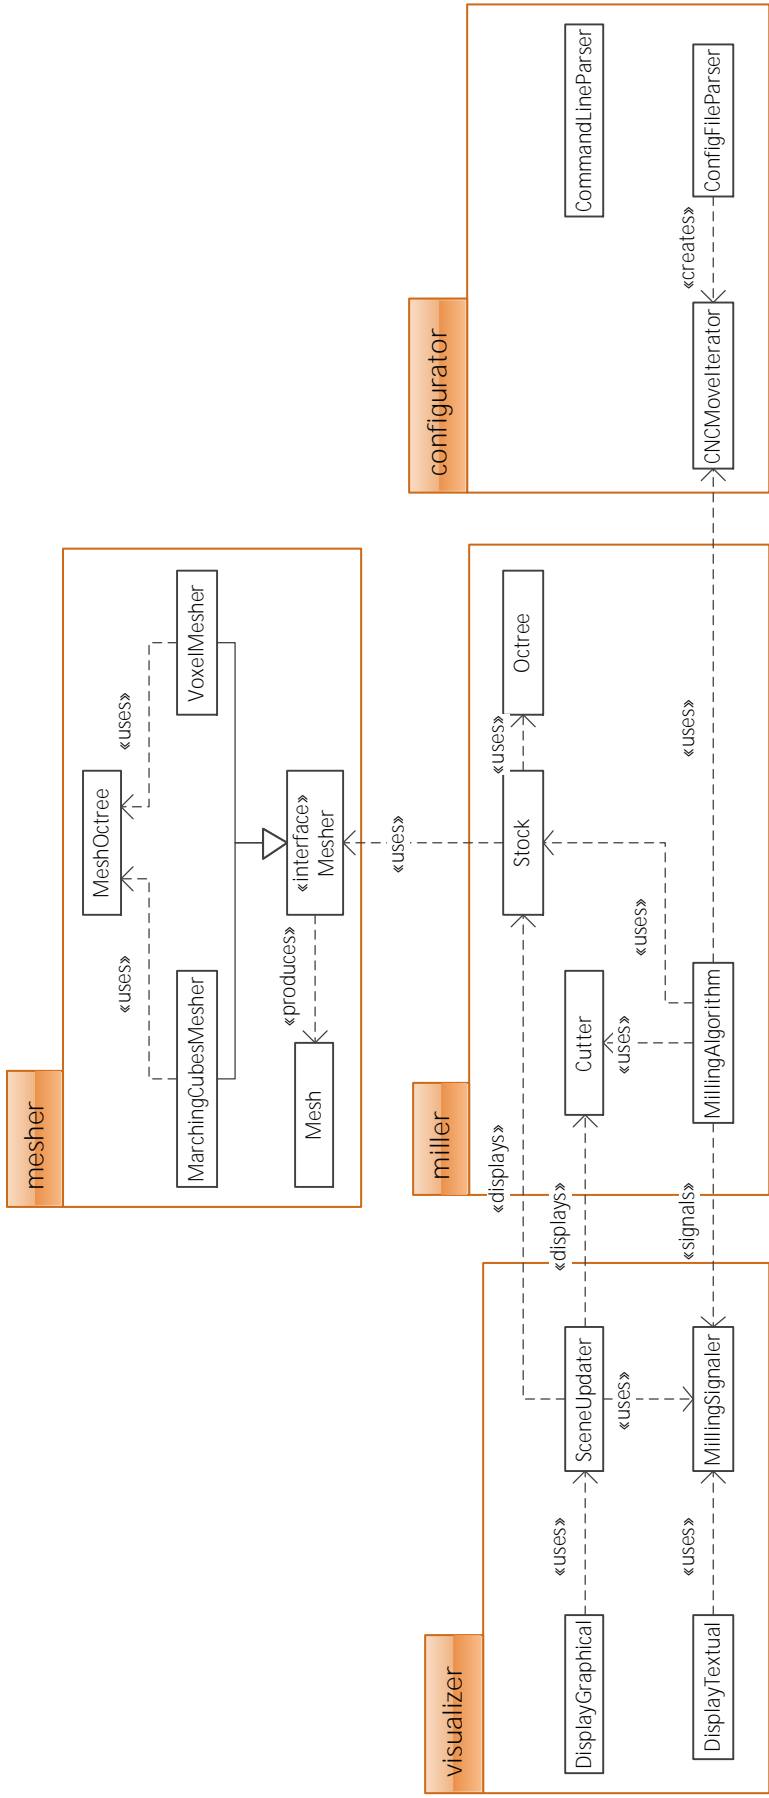 mesher
MarchingCubesMesher
«uses»
MeshOctree
«uses»
VoxelMesher
Mesh
«produces»
«interface»
Mesher
«uses»
visualizer
DisplayGraphical
«uses»
SceneUpdater
«uses»
DisplayTextual
«uses»
MillingSignaler
«displays»
«displays»
«signals»
miller
Stock
«uses»
Octree
Cutter
«uses»
«uses»
MillingAlgorithm
«uses»
configurator
CommandLineParser
CNCMoveIterator
«creates»
ConfigFileParser